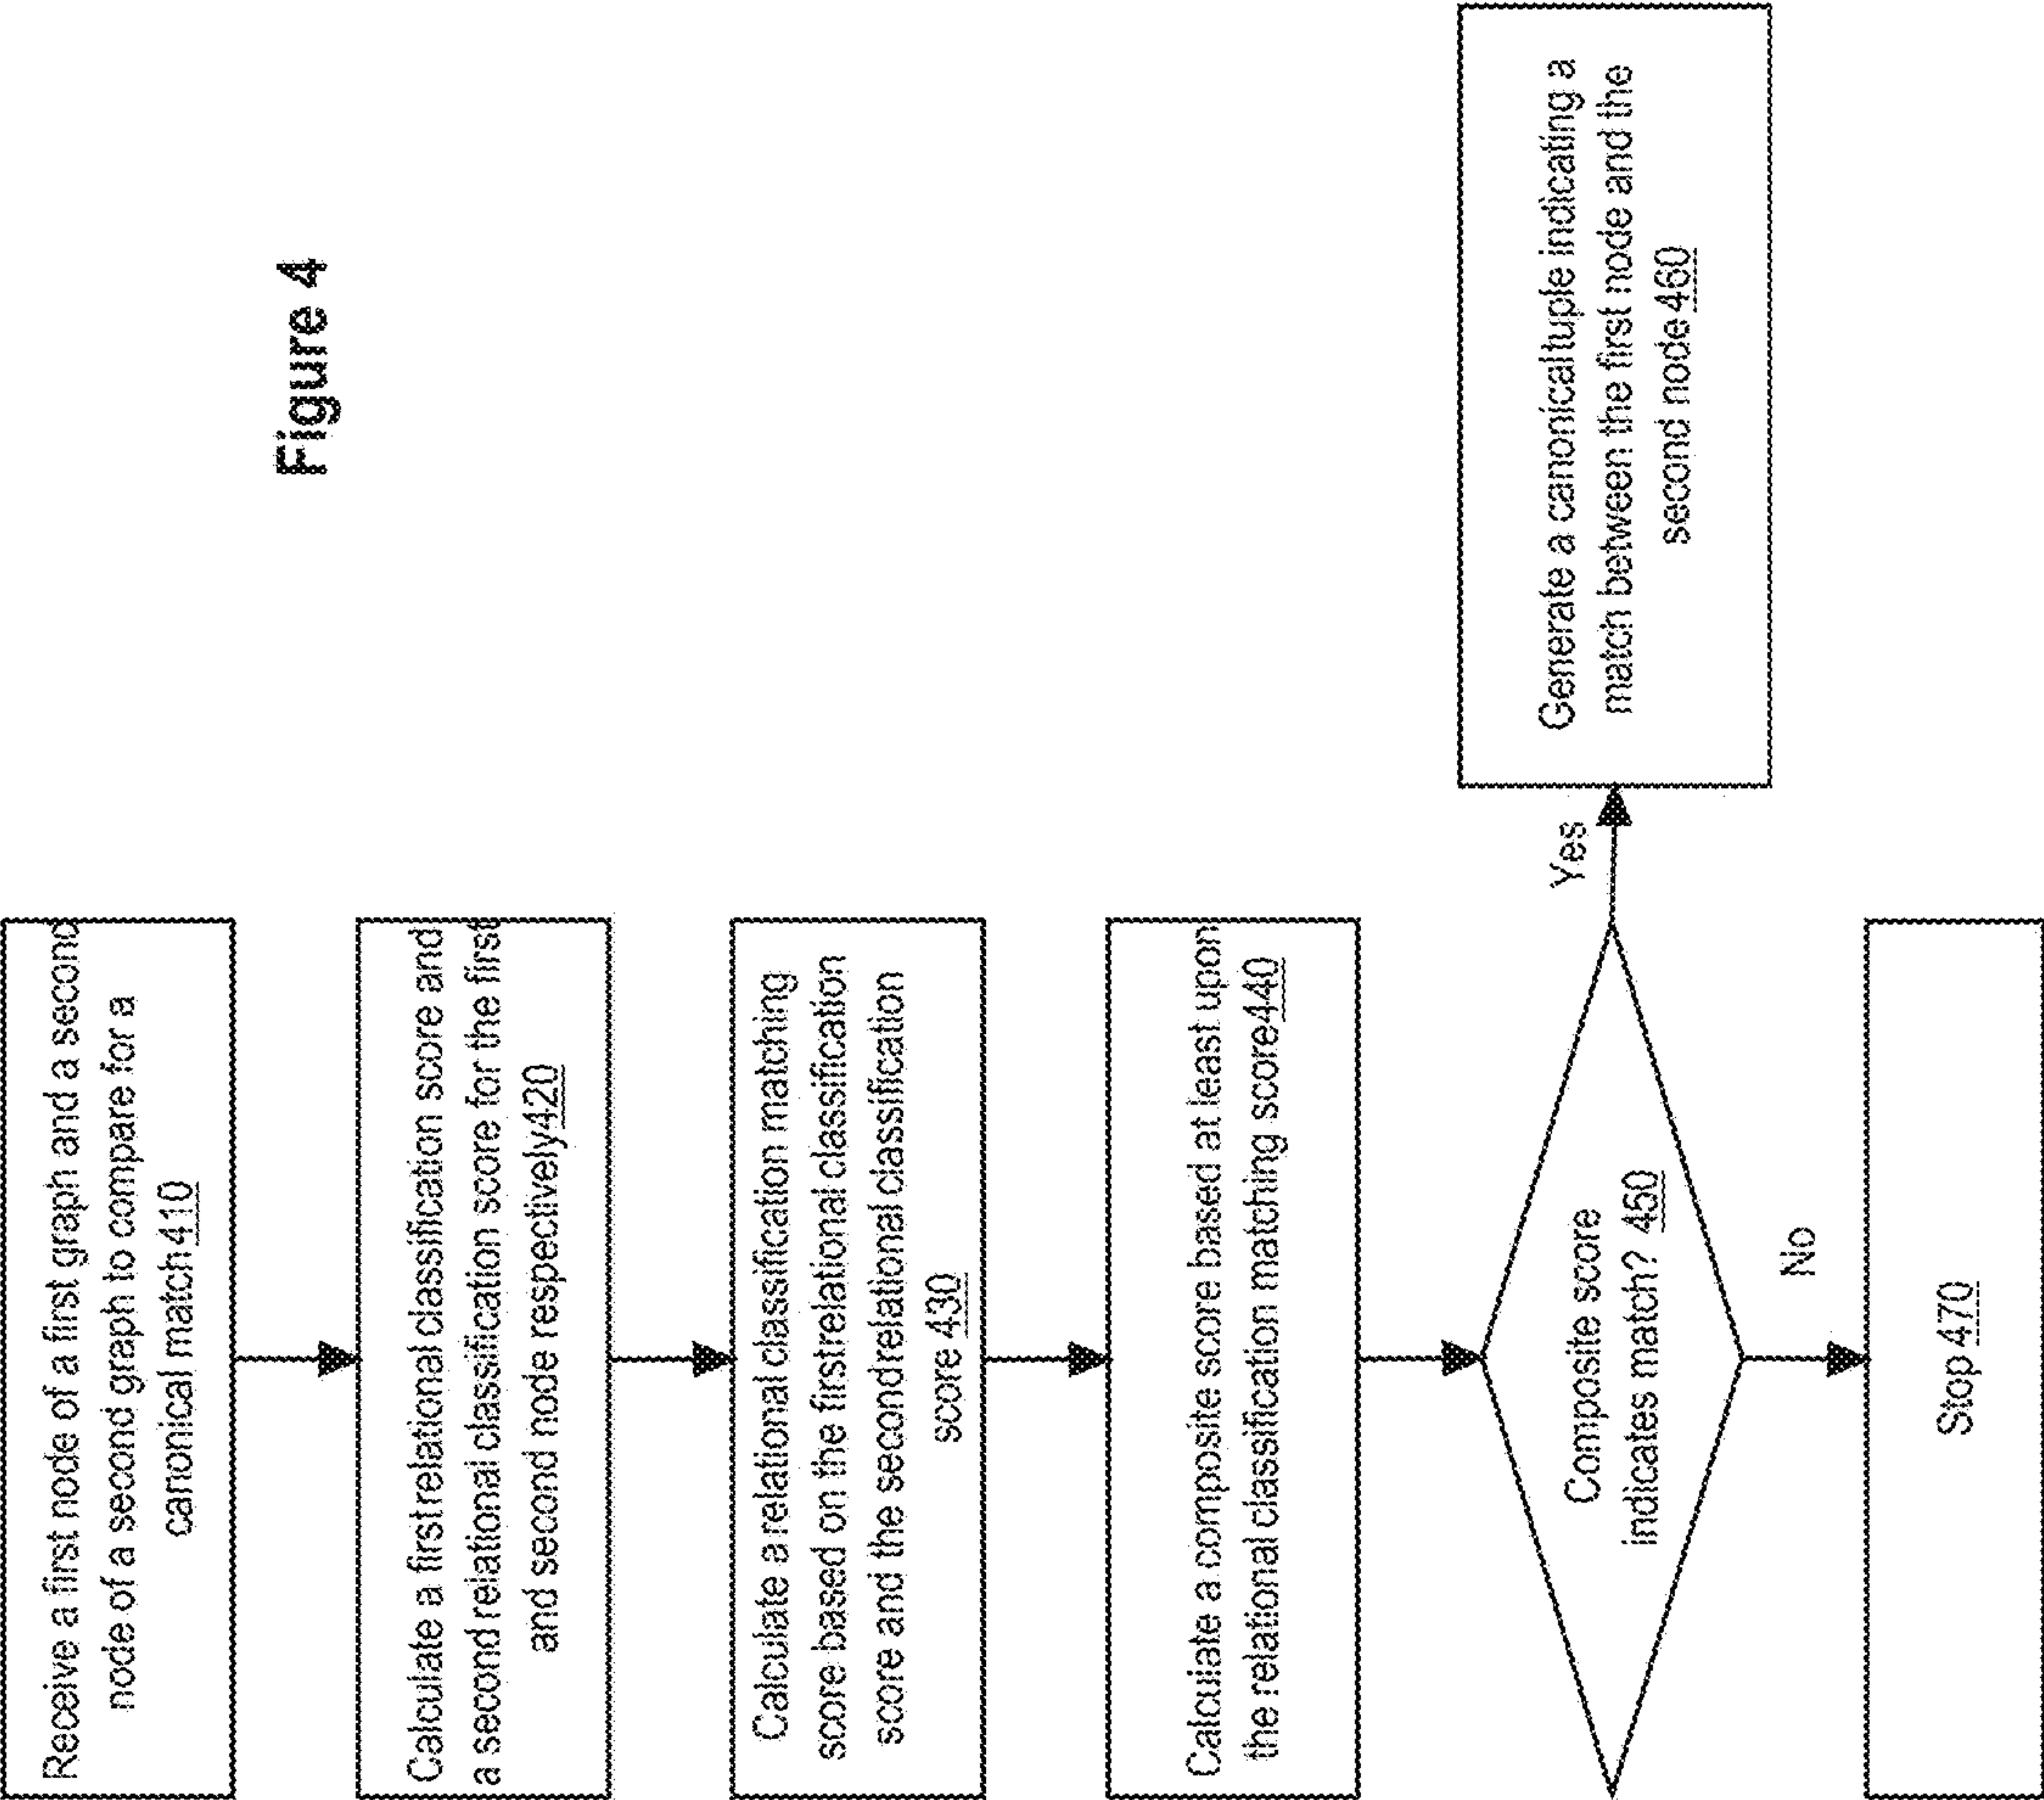 Figure 4
Receive a first node of a first graph and a second
node of a second graph to compare for a
canonical match 410
Calculate a first relational classification score and
a second relational classification score for the first
and second node respectively 420
Calculate a relational classification matching
score based on the first relational classification
score and the second relational classification
score 430
Calculate a composite score based at least upon
the relational classification matching score 440
Composite score
indicates match? 450
Yes
Generate a canonical tuple indicating a
match between the first node and the
second node 460
No
Stop 470